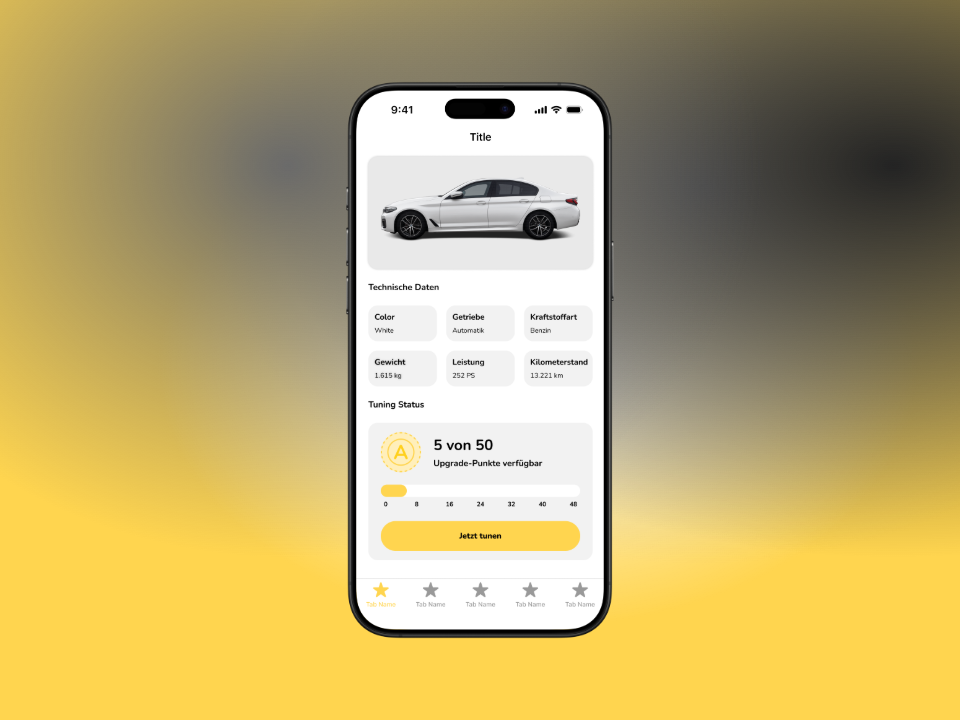 9:41
Title
Technische Daten
Color
White
Getriebe
Automatik
Kraftstoffart
Benzin
Gewicht
1.615 kg
Leistung
252 PS
Kilometerstand
13.221 km
Tuning Status
A
5 von 50
Upgrade-Punkte verfügbar
0 8 16 24 32 40 48
Jetzt tunen
Tab Name Tab Name Tab Name Tab Name Tab Name